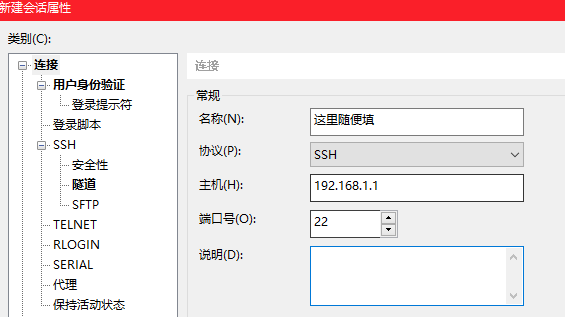 新建会话属性
类别(C):
连接
用户身份验证
登录提示符
登录脚本
SSH
安全性
隧道
SFTP
TELNET
RLOGIN
SERIAL
代理
保持活动状态
连接
常规
名称(N): 这里随便填
协议(P): SSH
主机(H): 192.168.1.1
端口号(O): 22
说明(D):